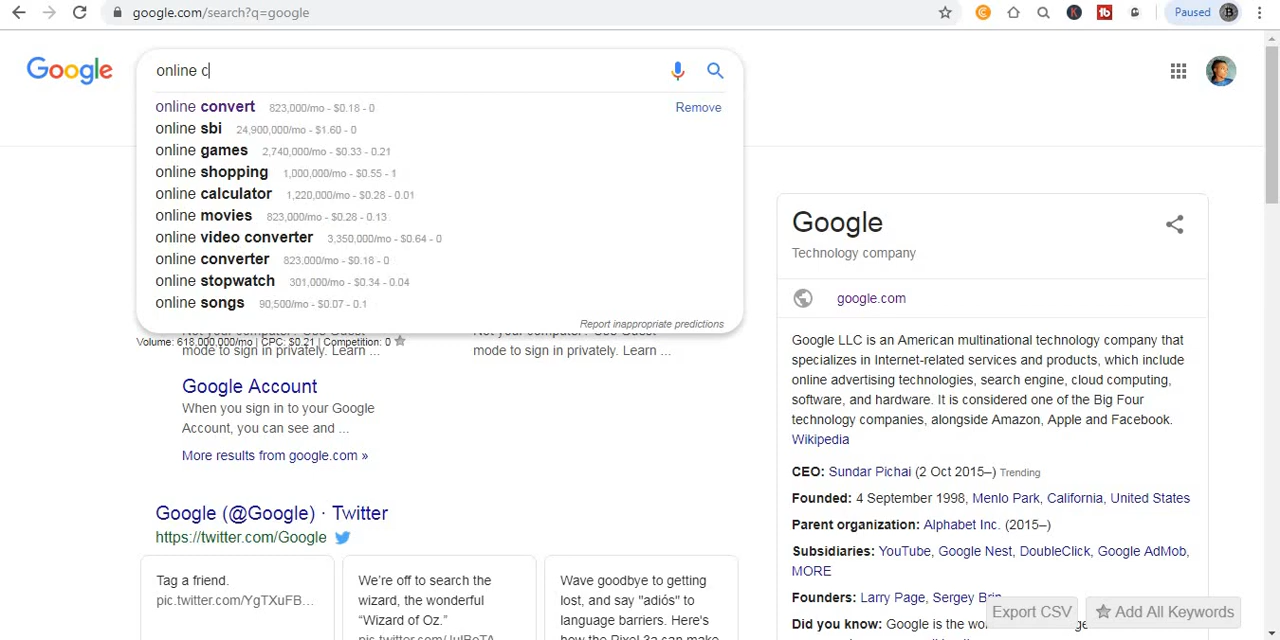 google.com/search?q=google
Paused
Google
online c
online convert 823,000/mo - $0.18 - 0
Remove
online sbi 24,900,000/mo - $1.60 - 0
online games 2,740,000/mo - $0.33 - 0.21
online shopping 1,000,000/mo - $0.55 - 1
online calculator 1,220,000/mo - $0.28 - 0.01
online movies 823,000/mo - $0.28 - 0.13
online video converter 3,350,000/mo - $0.64 - 0
online converter 823,000/mo - $0.18 - 0
online stopwatch 301,000/mo - $0.34 - 0.04
online songs 90,500/mo - $0.07 - 0.1
Report inappropriate predictions
Volume: 618,000,000/mo | CPC: $0.21 | Competition: 0
mode to sign in privately. Learn ...
mode to sign in privately. Learn ...
Google Account
When you sign in to your Google
Account, you can see and ...
More results from google.com »
Google (@Google) · Twitter
https://twitter.com/Google
Tag a friend.
pic.twitter.com/YgTXuFB...
We're off to search the
wizard, the wonderful
"Wizard of Oz."
Wave goodbye to getting
lost, and say "adiós" to
language barriers. Here's
how the Pixel 3a can make
Google
Technology company
google.com
Google LLC is an American multinational technology company that
specializes in Internet-related services and products, which include
online advertising technologies, search engine, cloud computing,
software, and hardware. It is considered one of the Big Four
technology companies, alongside Amazon, Apple and Facebook.
Wikipedia
CEO: Sundar Pichai (2 Oct 2015–) Trending
Founded: 4 September 1998, Menlo Park, California, United States
Parent organization: Alphabet Inc. (2015–)
Subsidiaries: YouTube, Google Nest, DoubleClick, Google AdMob,
MORE
Founders: Larry Page, Sergey Brin
Export CSV
Add All Keywords
Did you know: Google is the